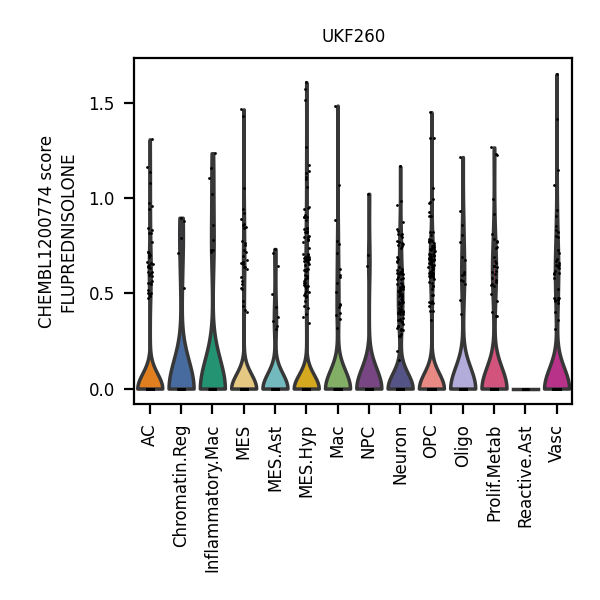 UKF260
CHEMBL1200774 score
FLUPREDNISOLONE
1.5
1.0
0.5
0.0
AC
Chromatin.Reg
Inflammatory.Mac
MES
MES.Ast
MES.Hyp
Mac
NPC
Neuron
OPC
Oligo
Prolif.Metab
Reactive.Ast
Vasc